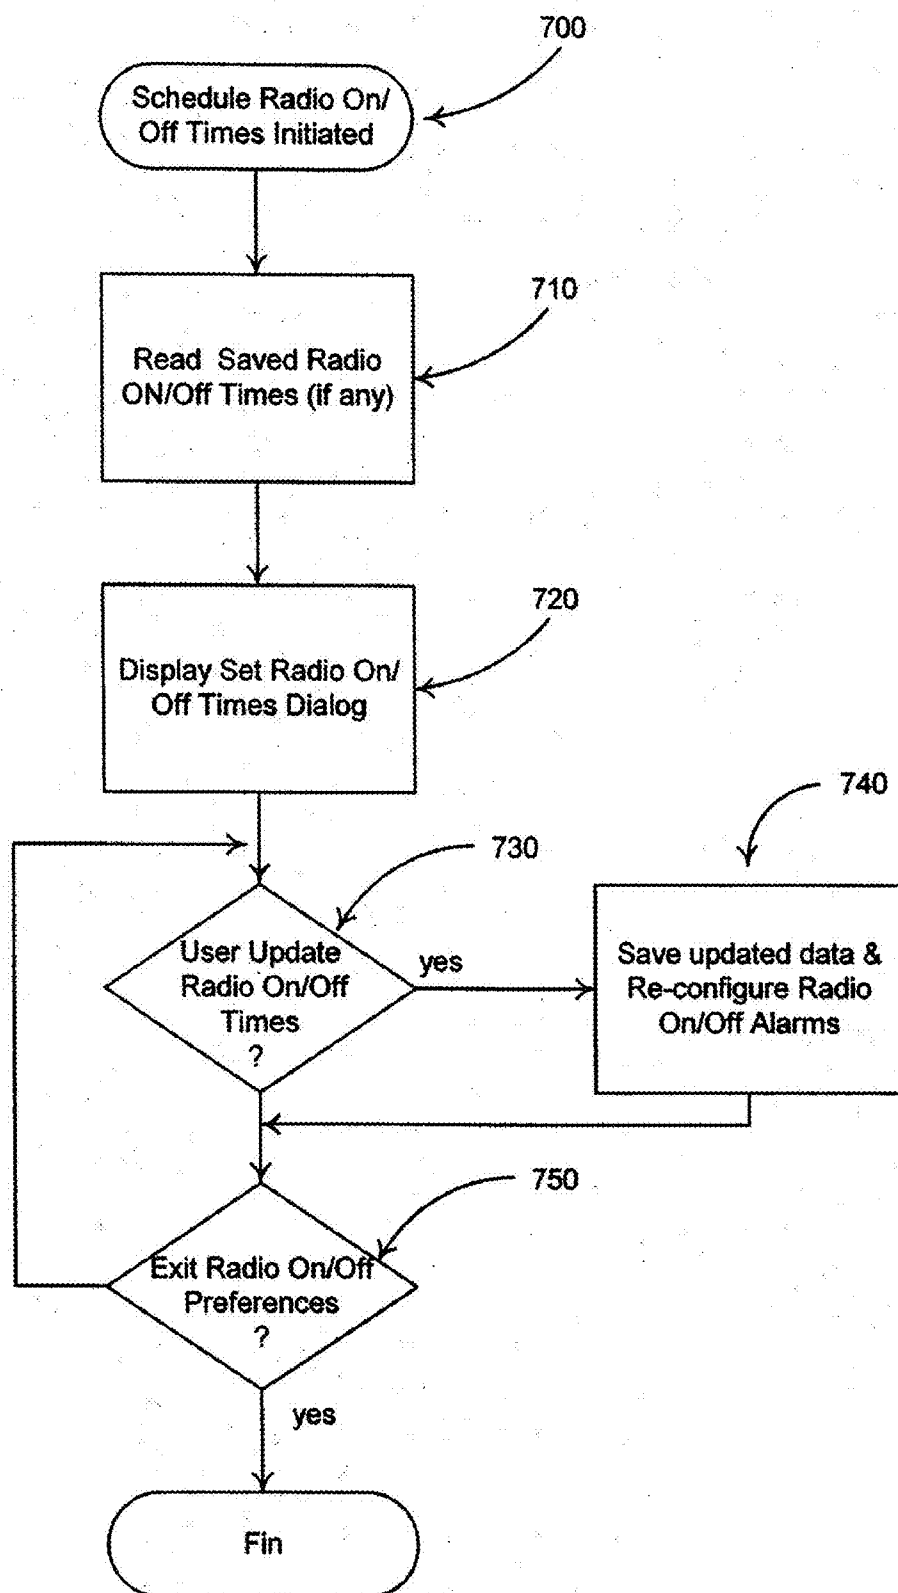 700
Schedule Radio On/
Off Times Initiated
710
Read Saved Radio
ON/Off Times (if any)
720
Display Set Radio On/
Off Times Dialog
740
730
User Update
Radio On/Off
Times
?
yes
Save updated data &
Re-configure Radio
On/Off Alarms
750
Exit Radio On/Off
Preferences
?
yes
Fin